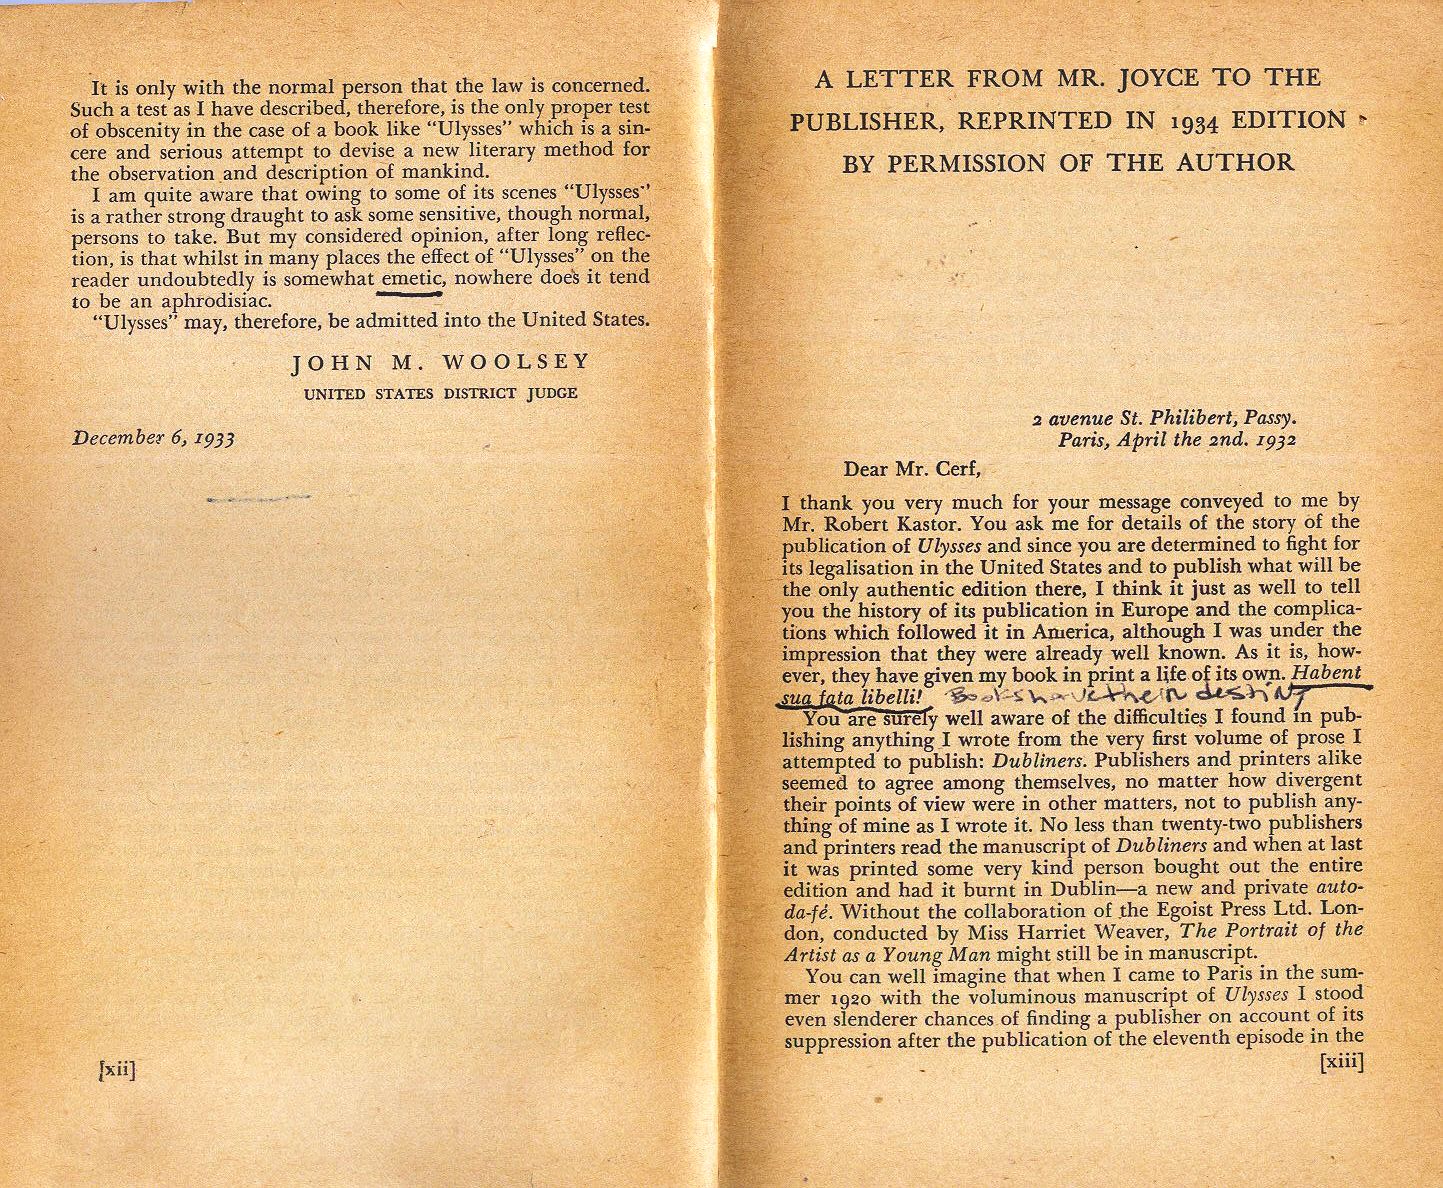 It is only with the normal person that the law is concerned.
Such a test as I have described, therefore, is the only proper test
of obscenity in the case of a book like “Ulysses” which is a sin-
cere and serious attempt to devise a new literary method for
the observation and description of mankind.
I am quite aware that owing to some of its scenes “Ulysses”
is a rather strong draught to ask some sensitive, though normal,
persons to take. But my considered opinion, after long reflec-
tion, is that whilst in many places the effect of “Ulysses” on the
reader undoubtedly is somewhat emetic, nowhere does it tend
to be an aphrodisiac.
“Ulysses” may, therefore, be admitted into the United States.
JOHN M. WOOLSEY
UNITED STATES DISTRICT JUDGE
December 6, 1933
[xii]
A LETTER FROM MR. JOYCE TO THE
PUBLISHER, REPRINTED IN 1934 EDITION
BY PERMISSION OF THE AUTHOR
2 avenue St. Philibert, Passy.
Paris, April the 2nd. 1932
Dear Mr. Cerf,
I thank you very much for your message conveyed to me by
Mr. Robert Kastor. You ask me for details of the story of the
publication of Ulysses and since you are determined to fight for
its legalisation in the United States and to publish what will be
the only authentic edition there, I think it just as well to tell
you the history of its publication in Europe and the complica-
tions which followed it in America, although I was under the
impression that they were already well known. As it is, how-
ever, they have given my book in print a life of its own. Habent
sua fata libelli! Books have their destiny
You are surely well aware of the difficulties I found in pub-
lishing anything I wrote from the very first volume of prose I
attempted to publish: Dubliners. Publishers and printers alike
seemed to agree among themselves, no matter how divergent
their points of view were in other matters, not to publish any-
thing of mine as I wrote it. No less than twenty-two publishers
and printers read the manuscript of Dubliners and when at last
it was printed some very kind person bought out the entire
edition and had it burnt in Dublin—a new and private auto-
da-fé. Without the collaboration of the Egoist Press Ltd. Lon-
don, conducted by Miss Harriet Weaver, The Portrait of the
Artist as a Young Man might still be in manuscript.
You can well imagine that when I came to Paris in the sum-
mer 1920 with the voluminous manuscript of Ulysses I stood
even slenderer chances of finding a publisher on account of its
suppression after the publication of the eleventh episode in the
[xiii]